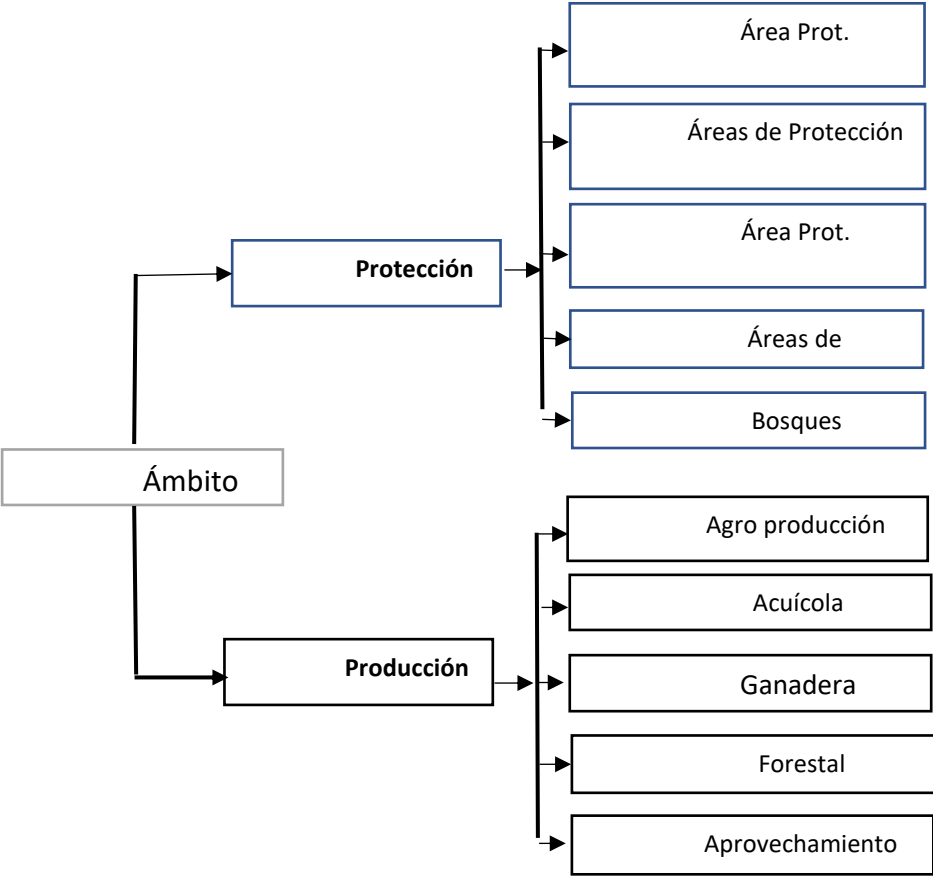 Área Prot.
Áreas de Protección
Área Prot.
Protección
Áreas de
Bosques
Ámbito
Agro producción
Acuícola
Producción
Ganadera
Forestal
Aprovechamiento